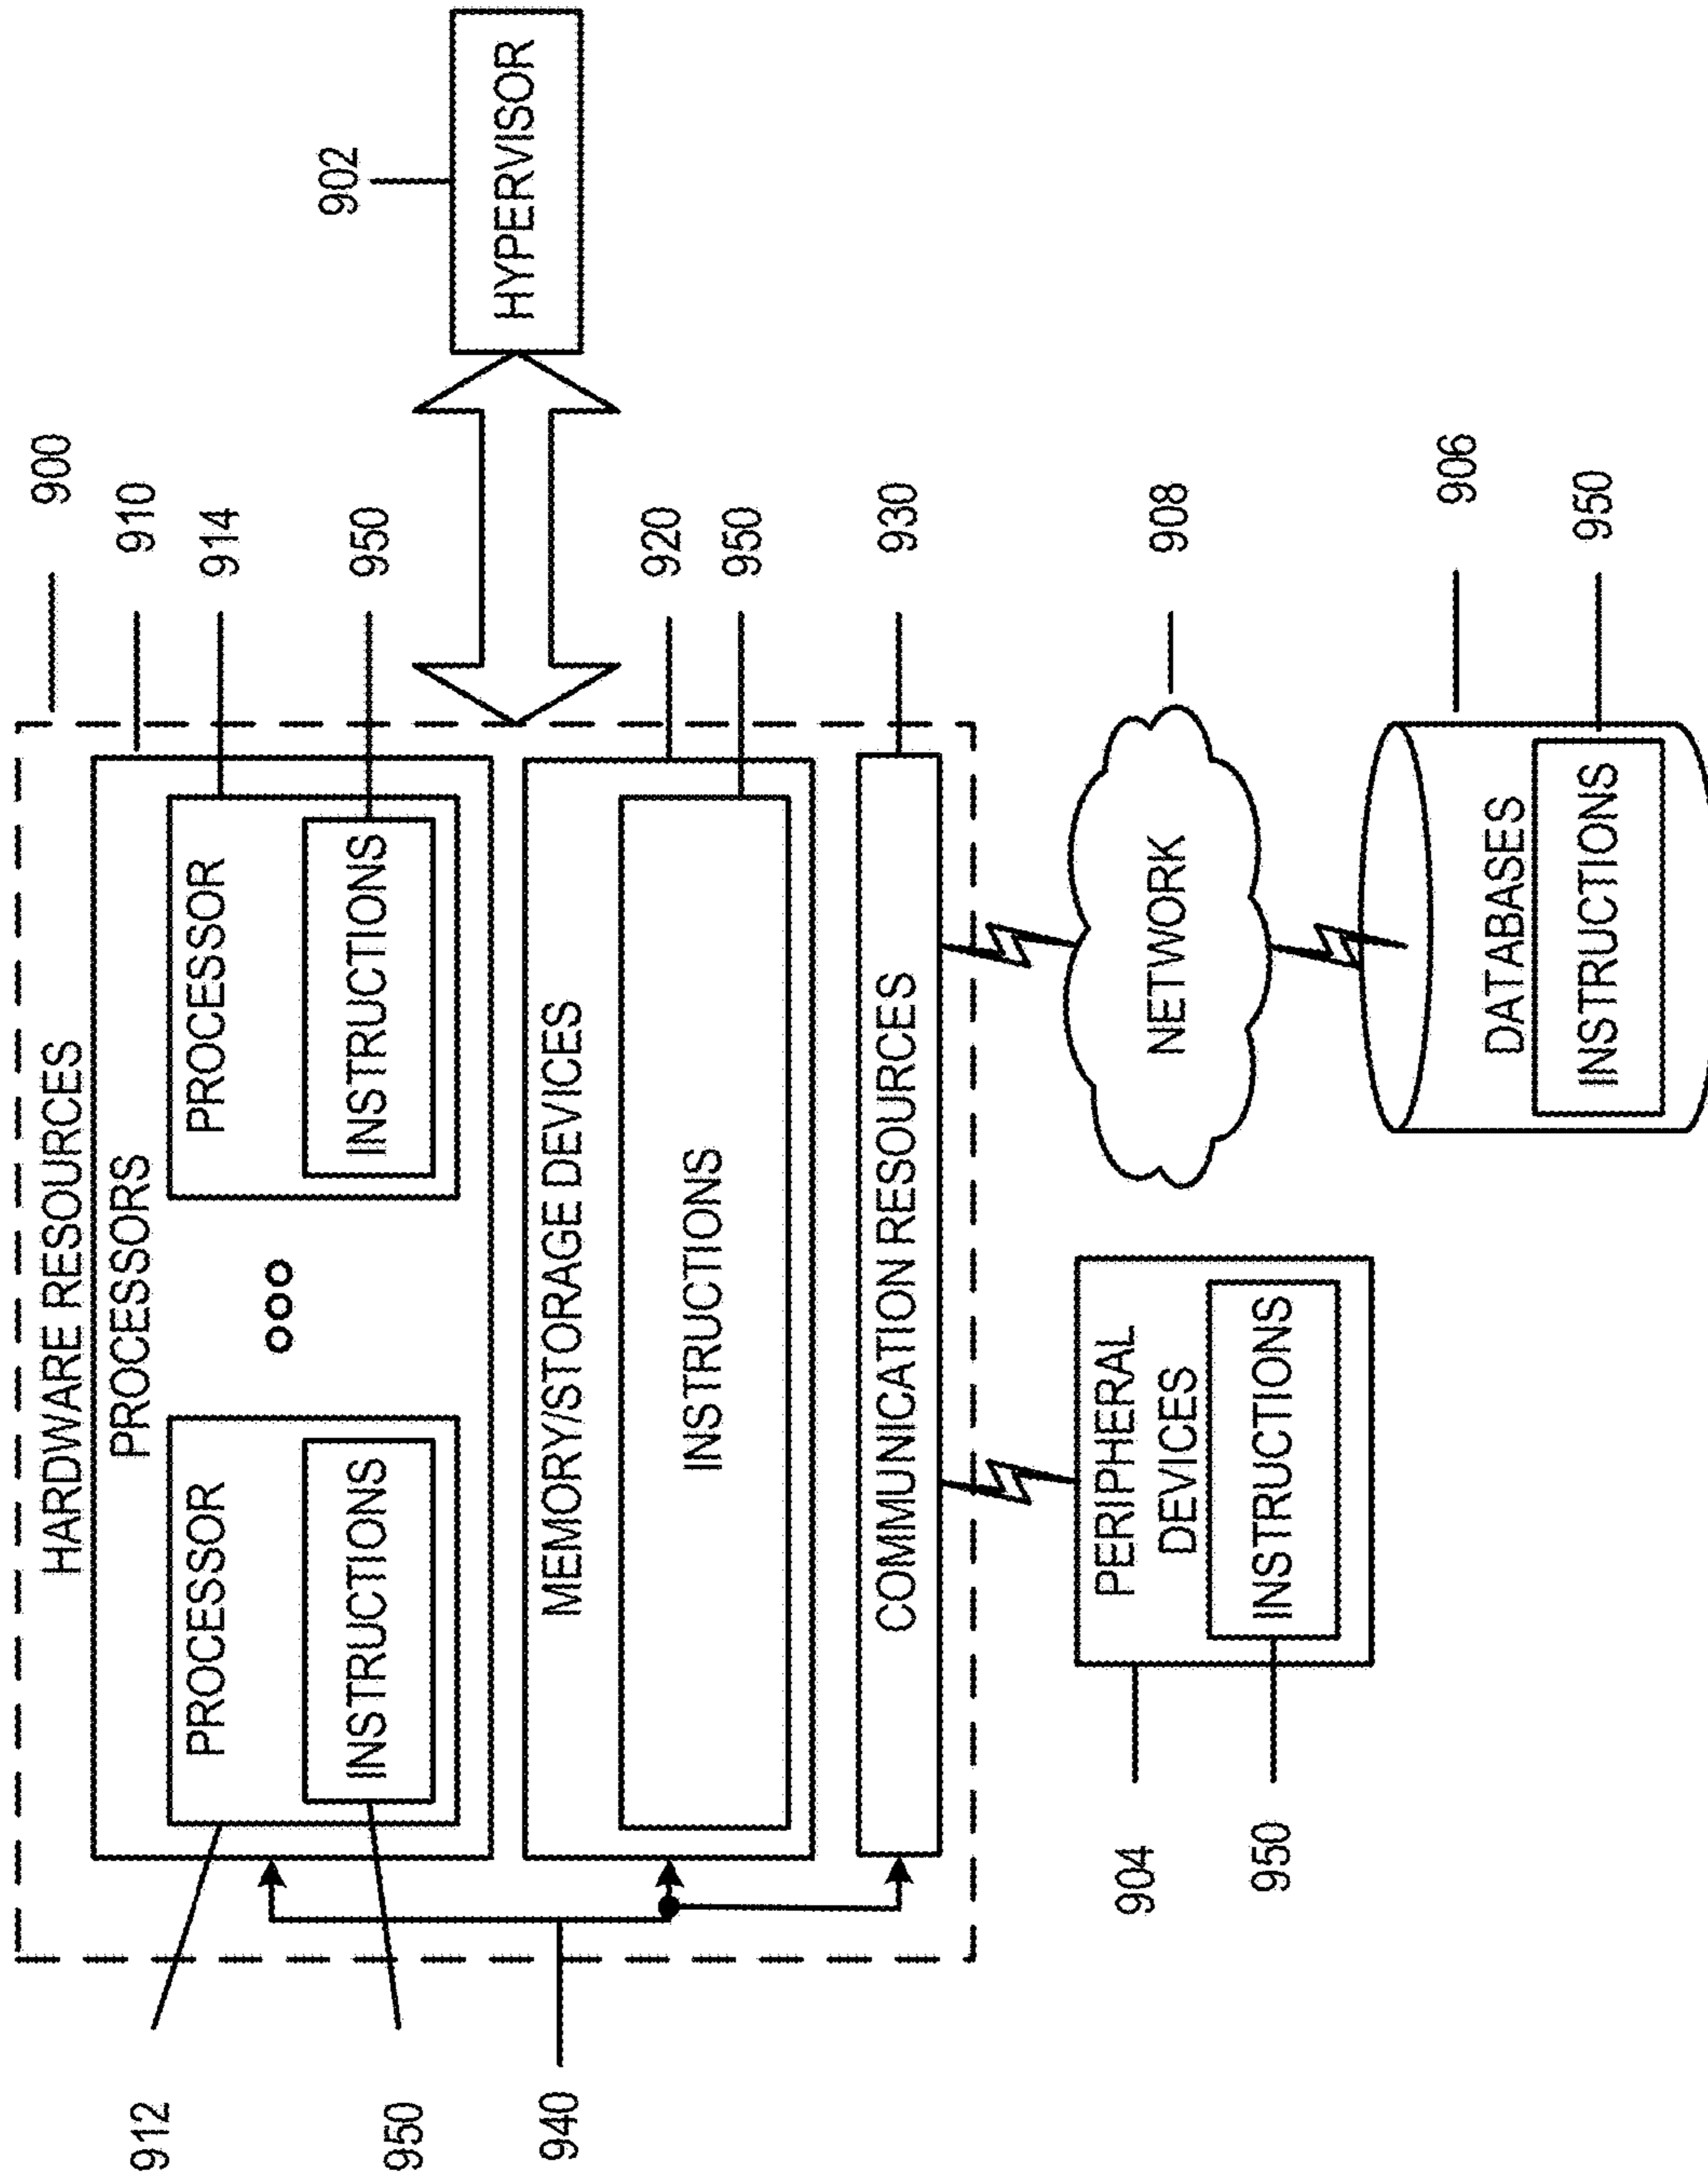 HARDWARE RESOURCES
900
PROCESSORS
910
PROCESSOR
PROCESSOR
914
912
INSTRUCTIONS
INSTRUCTIONS
950
950
902
HYPERVISOR
MEMORY/STORAGE DEVICES
920
INSTRUCTIONS
950
940
COMMUNICATION RESOURCES
930
904
PERIPHERAL
DEVICES
INSTRUCTIONS
950
NETWORK
908
906
DATABASES
INSTRUCTIONS
950